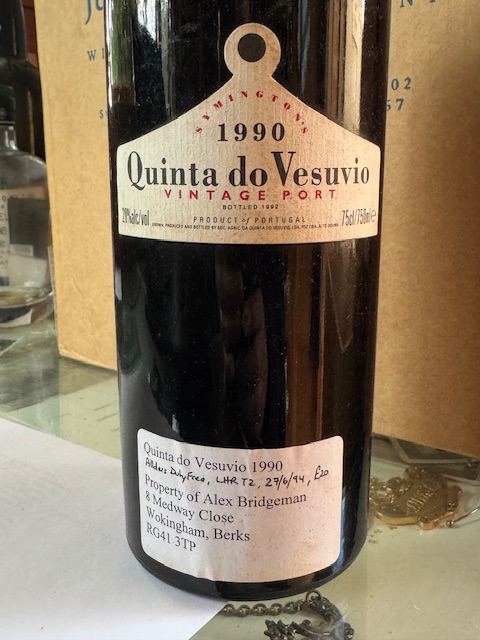 SYMINGTON'S
1990
Quinta do Vesuvio
VINTAGE PORT
BOTTLED 1992
20%alc/vol
PRODUCT of PORTUGAL
75cl/750ml e
Quinta do Vesuvio 1990
Allders Duty Free, LHR T2, 27/6/94, £20
Property of Alex Bridgeman
8 Medway Close
Wokingham, Berks
RG41 3TP